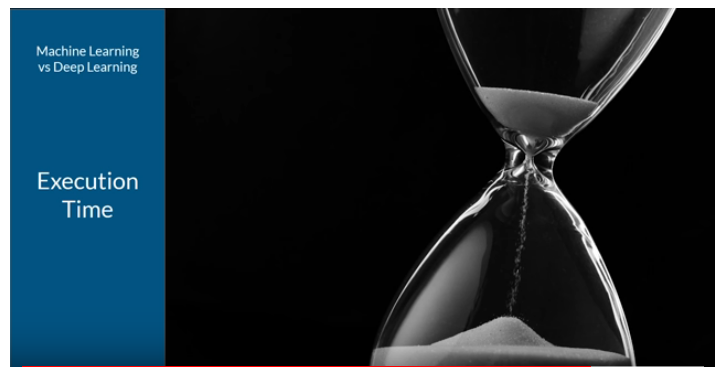 Machine Learning
vs Deep Learning
Execution
Time